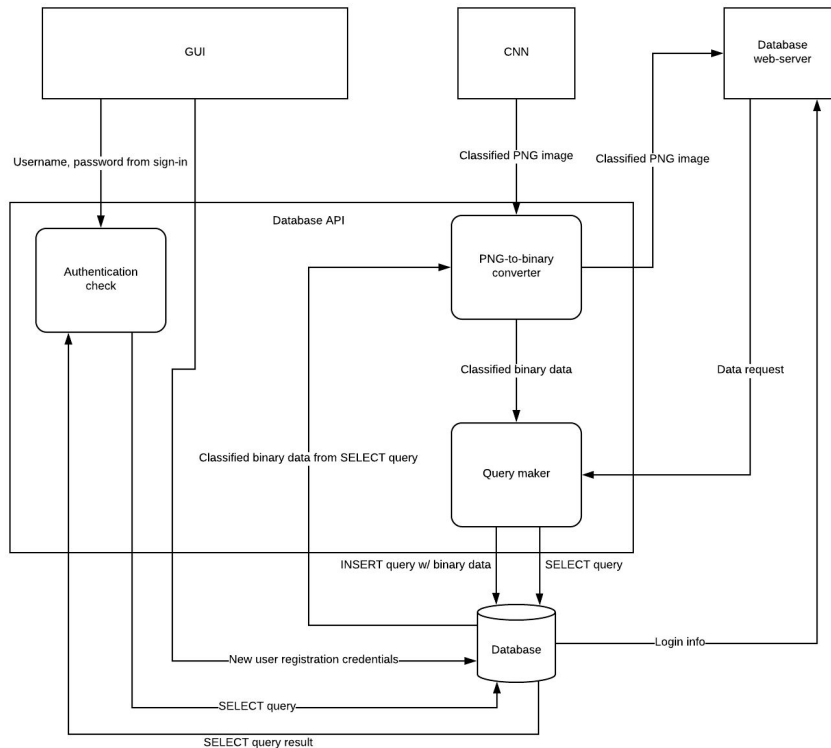 GUI
CNN
Database
web-server
Username, password from sign-in
Classified PNG image
Classified PNG image
Database API
Authentication
check
PNG-to-binary
converter
Classified binary data
Data request
Classified binary data from SELECT query
Query maker
INSERT query w/ binary data
SELECT query
Database
Login info
New user registration credentials
SELECT query
SELECT query result